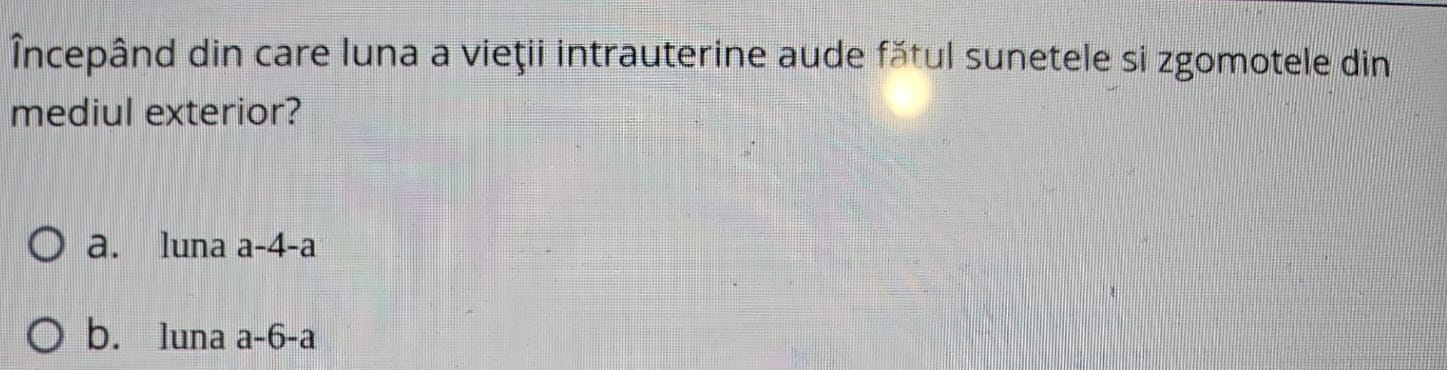 Începând din care luna a vieţii intrauterine aude fătul sunetele si zgomotele din
mediul exterior?
a. luna a-4-a
b. luna a-6-a